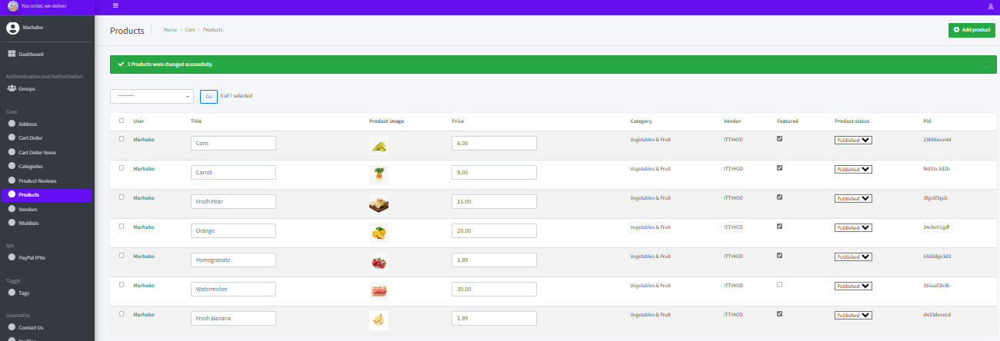 You order, we deliver
Marhabo
Dashboard
Authentication and Authorization
Groups
Core
Address
Cart Order
Cart Order Items
Categories
Product Reviews
Products
Vendors
Wishlists
Ipn
PayPal IPNs
Taggit
Tags
Userauths
Contact Us
Profiles
Products
Home › Core › Products
Add product
2 Products were changed successfully.
×
---------
Go
0 of 7 selected
User Title Product image Price Category Vendor Featured Product status Pid
Marhabo Corn 6.00 Vegetables & Fruit ITTIHOD Published 23bbbece4d
Marhabo Carrot 9.00 Vegetables & Fruit ITTIHOD Published f4d31c3d2b
Marhabo Fresh Pear 15.00 Vegetables & Fruit ITTIHOD Published 3fgc5f3gcb
Marhabo Orange 20.00 Vegetables & Fruit ITTIHOD Published 34cbe51gdf
Marhabo Pomegranate 1.99 Vegetables & Fruit ITTIHOD Published 53d2dge3d3
Marhabo Watermelon 30.00 Vegetables & Fruit ITTIHOD Published 355aaf3b3b
Marhabo Fresh Banana 1.99 Vegetables & Fruit ITTIHOD Published d433deeecd